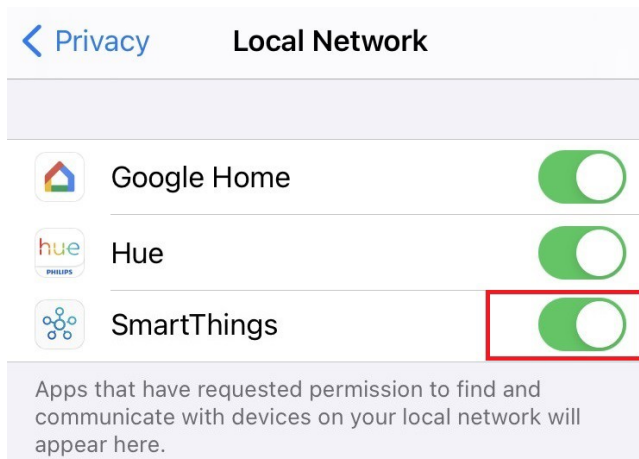 Privacy Local Network
Google Home
hue
PHILIPS
Hue
SmartThings
Apps that have requested permission to find and
communicate with devices on your local network will
appear here.